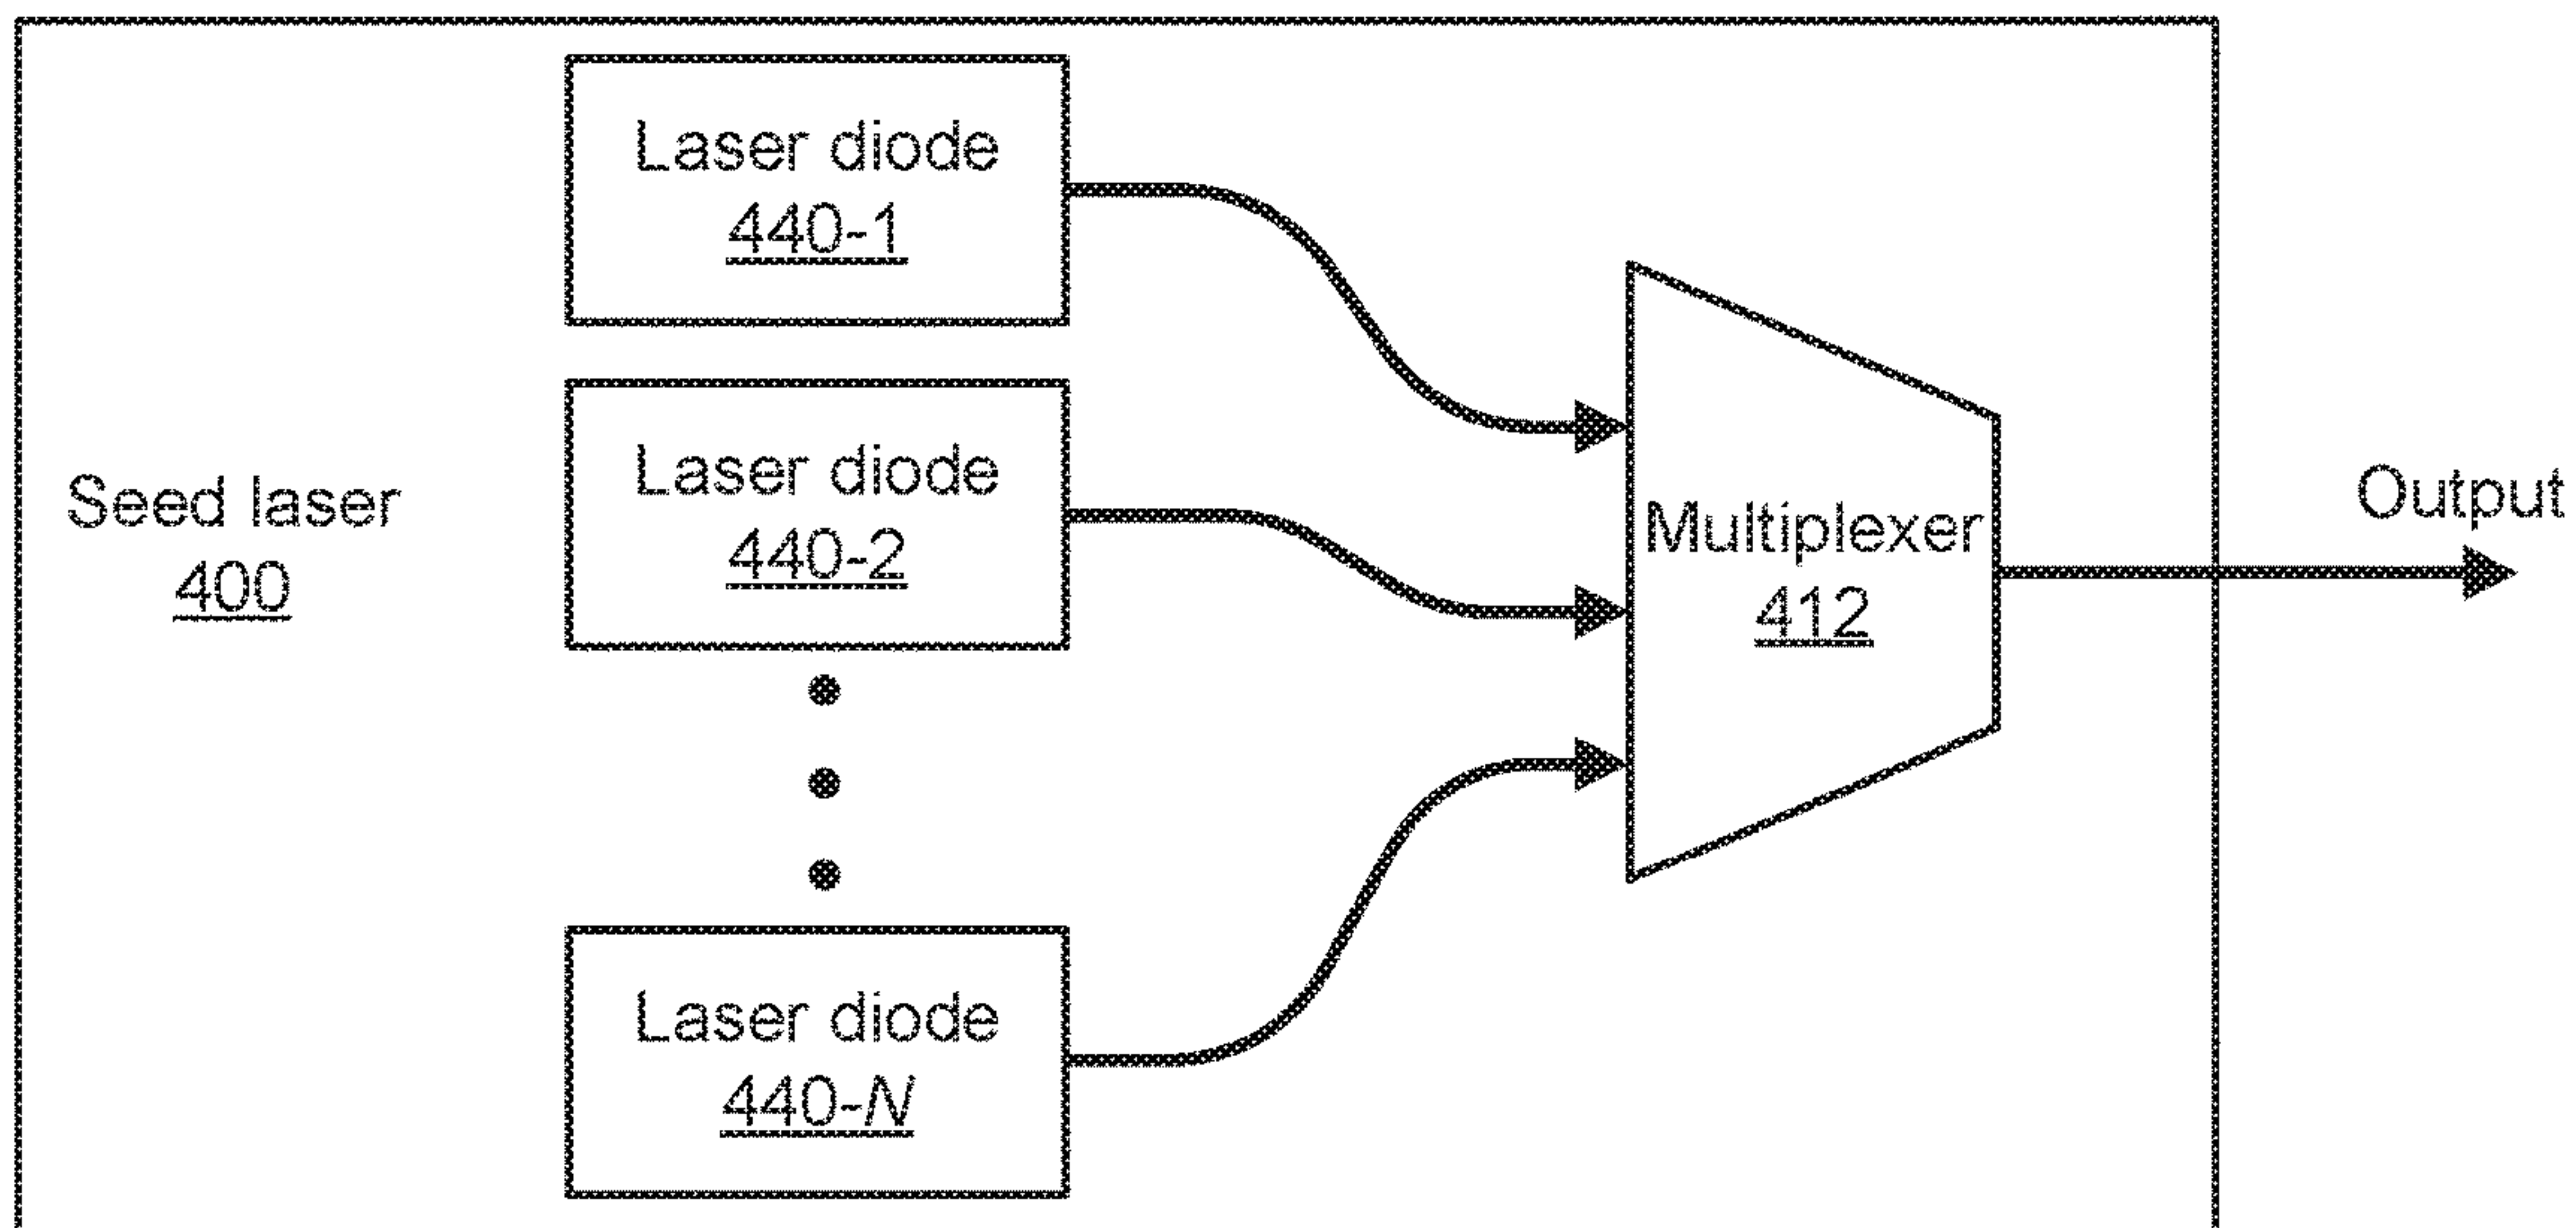 Laser diode
440-1
Laser diode
440-2
Seed laser
400
Multiplexer
412
Output
Laser diode
440-N